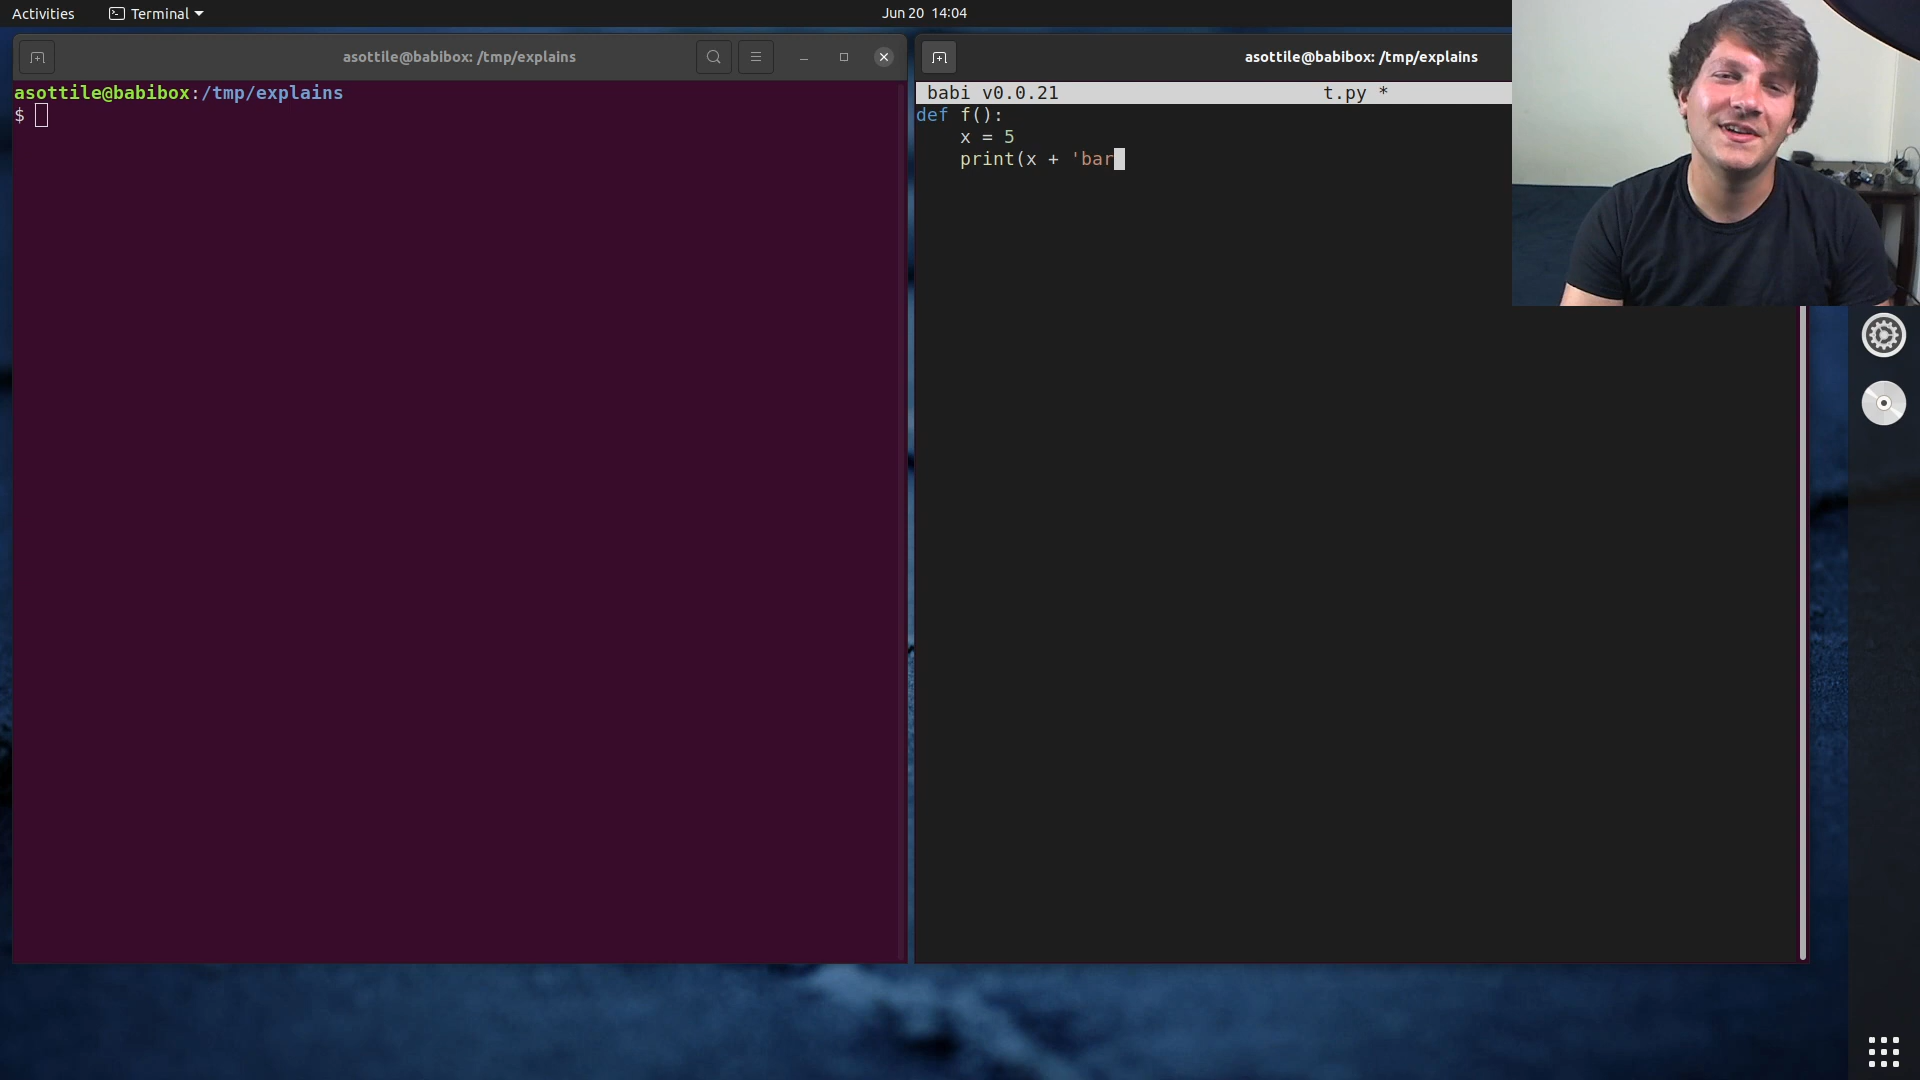 Activities
Terminal
Jun 20 14:04
asottile@babibox: /tmp/explains
asottile@babibox:/tmp/explains
$
asottile@babibox: /tmp/explains
babi v0.0.21 t.py *
def f():
    x = 5
    print(x + 'bar